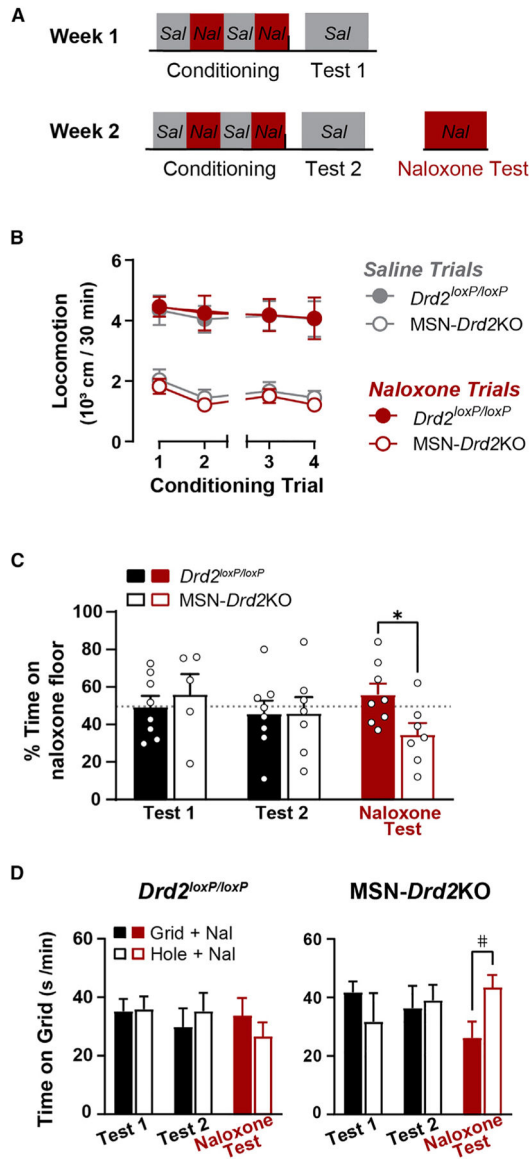 A
Week 1
Sal Nal Sal Nal Sal
Conditioning Test 1
Week 2
Sal Nal Sal Nal Sal Nal
Conditioning Test 2 Naloxone Test
B
Locomotion
(10³ cm / 30 min)
6
4
2
0
1 2 3 4
Conditioning Trial
Saline Trials
Drd2loxP/loxP
MSN-Drd2KO
Naloxone Trials
Drd2loxP/loxP
MSN-Drd2KO
C
Drd2loxP/loxP
MSN-Drd2KO
% Time on
naloxone floor
100
80
60
40
20
0
*
Test 1 Test 2 Naloxone
Test
D
Drd2loxP/loxP MSN-Drd2KO
Time on Grid (s /min)
60
40
20
0
Grid + Nal
Hole + Nal
Test 1 Test 2 Naloxone
Test
60
40
20
0
#
Test 1 Test 2 Naloxone
Test